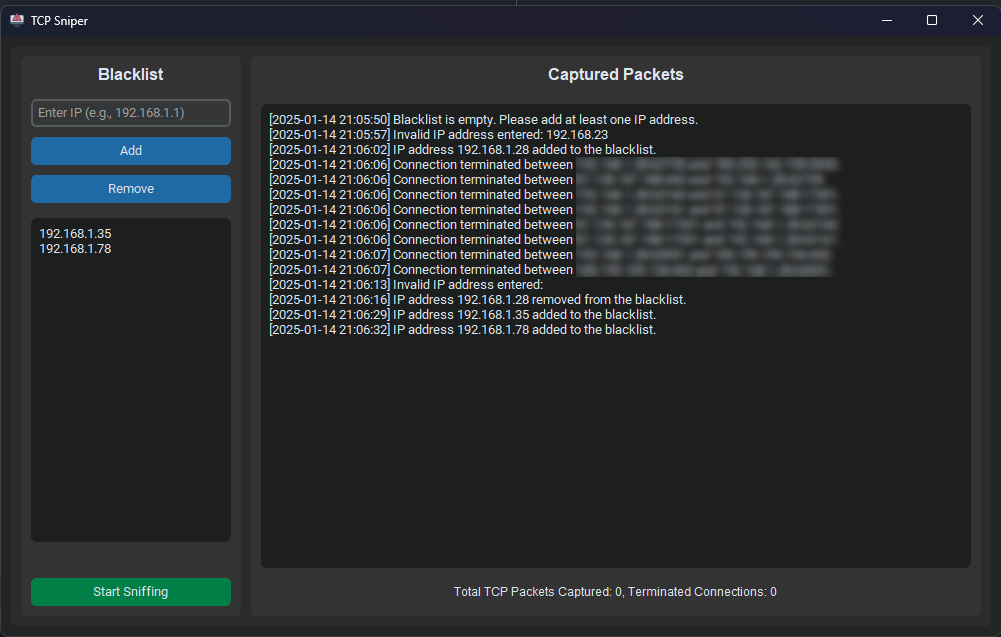 TCP Sniper
Blacklist
Enter IP (e.g., 192.168.1.1)
Add
Remove
192.168.1.35
192.168.1.78
Start Sniffing
Captured Packets
[2025-01-14 21:05:50] Blacklist is empty. Please add at least one IP address.
[2025-01-14 21:05:57] Invalid IP address entered: 192.168.23
[2025-01-14 21:06:02] IP address 192.168.1.28 added to the blacklist.
[2025-01-14 21:06:06] Connection terminated between
[2025-01-14 21:06:06] Connection terminated between
[2025-01-14 21:06:06] Connection terminated between
[2025-01-14 21:06:06] Connection terminated between
[2025-01-14 21:06:06] Connection terminated between
[2025-01-14 21:06:06] Connection terminated between
[2025-01-14 21:06:07] Connection terminated between
[2025-01-14 21:06:07] Connection terminated between
[2025-01-14 21:06:13] Invalid IP address entered:
[2025-01-14 21:06:16] IP address 192.168.1.28 removed from the blacklist.
[2025-01-14 21:06:29] IP address 192.168.1.35 added to the blacklist.
[2025-01-14 21:06:32] IP address 192.168.1.78 added to the blacklist.
Total TCP Packets Captured: 0, Terminated Connections: 0